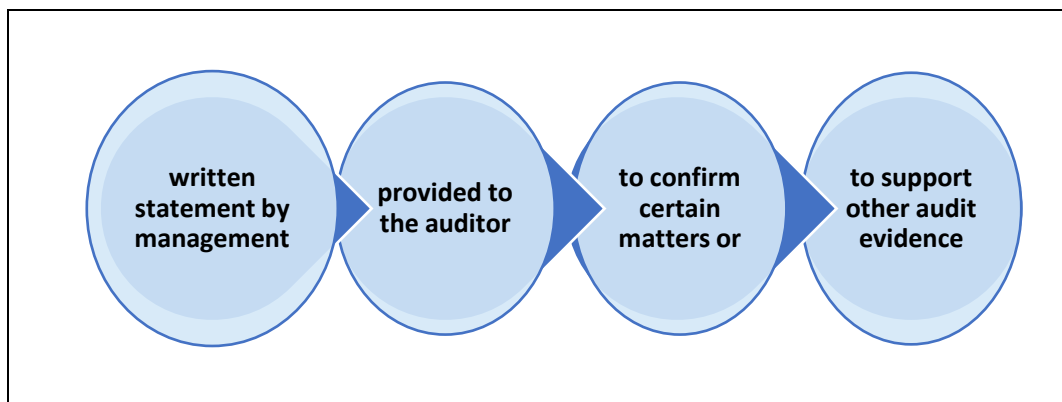 written
statement by
management
provided to
the auditor
to confirm
certain
matters or
to support
other audit
evidence